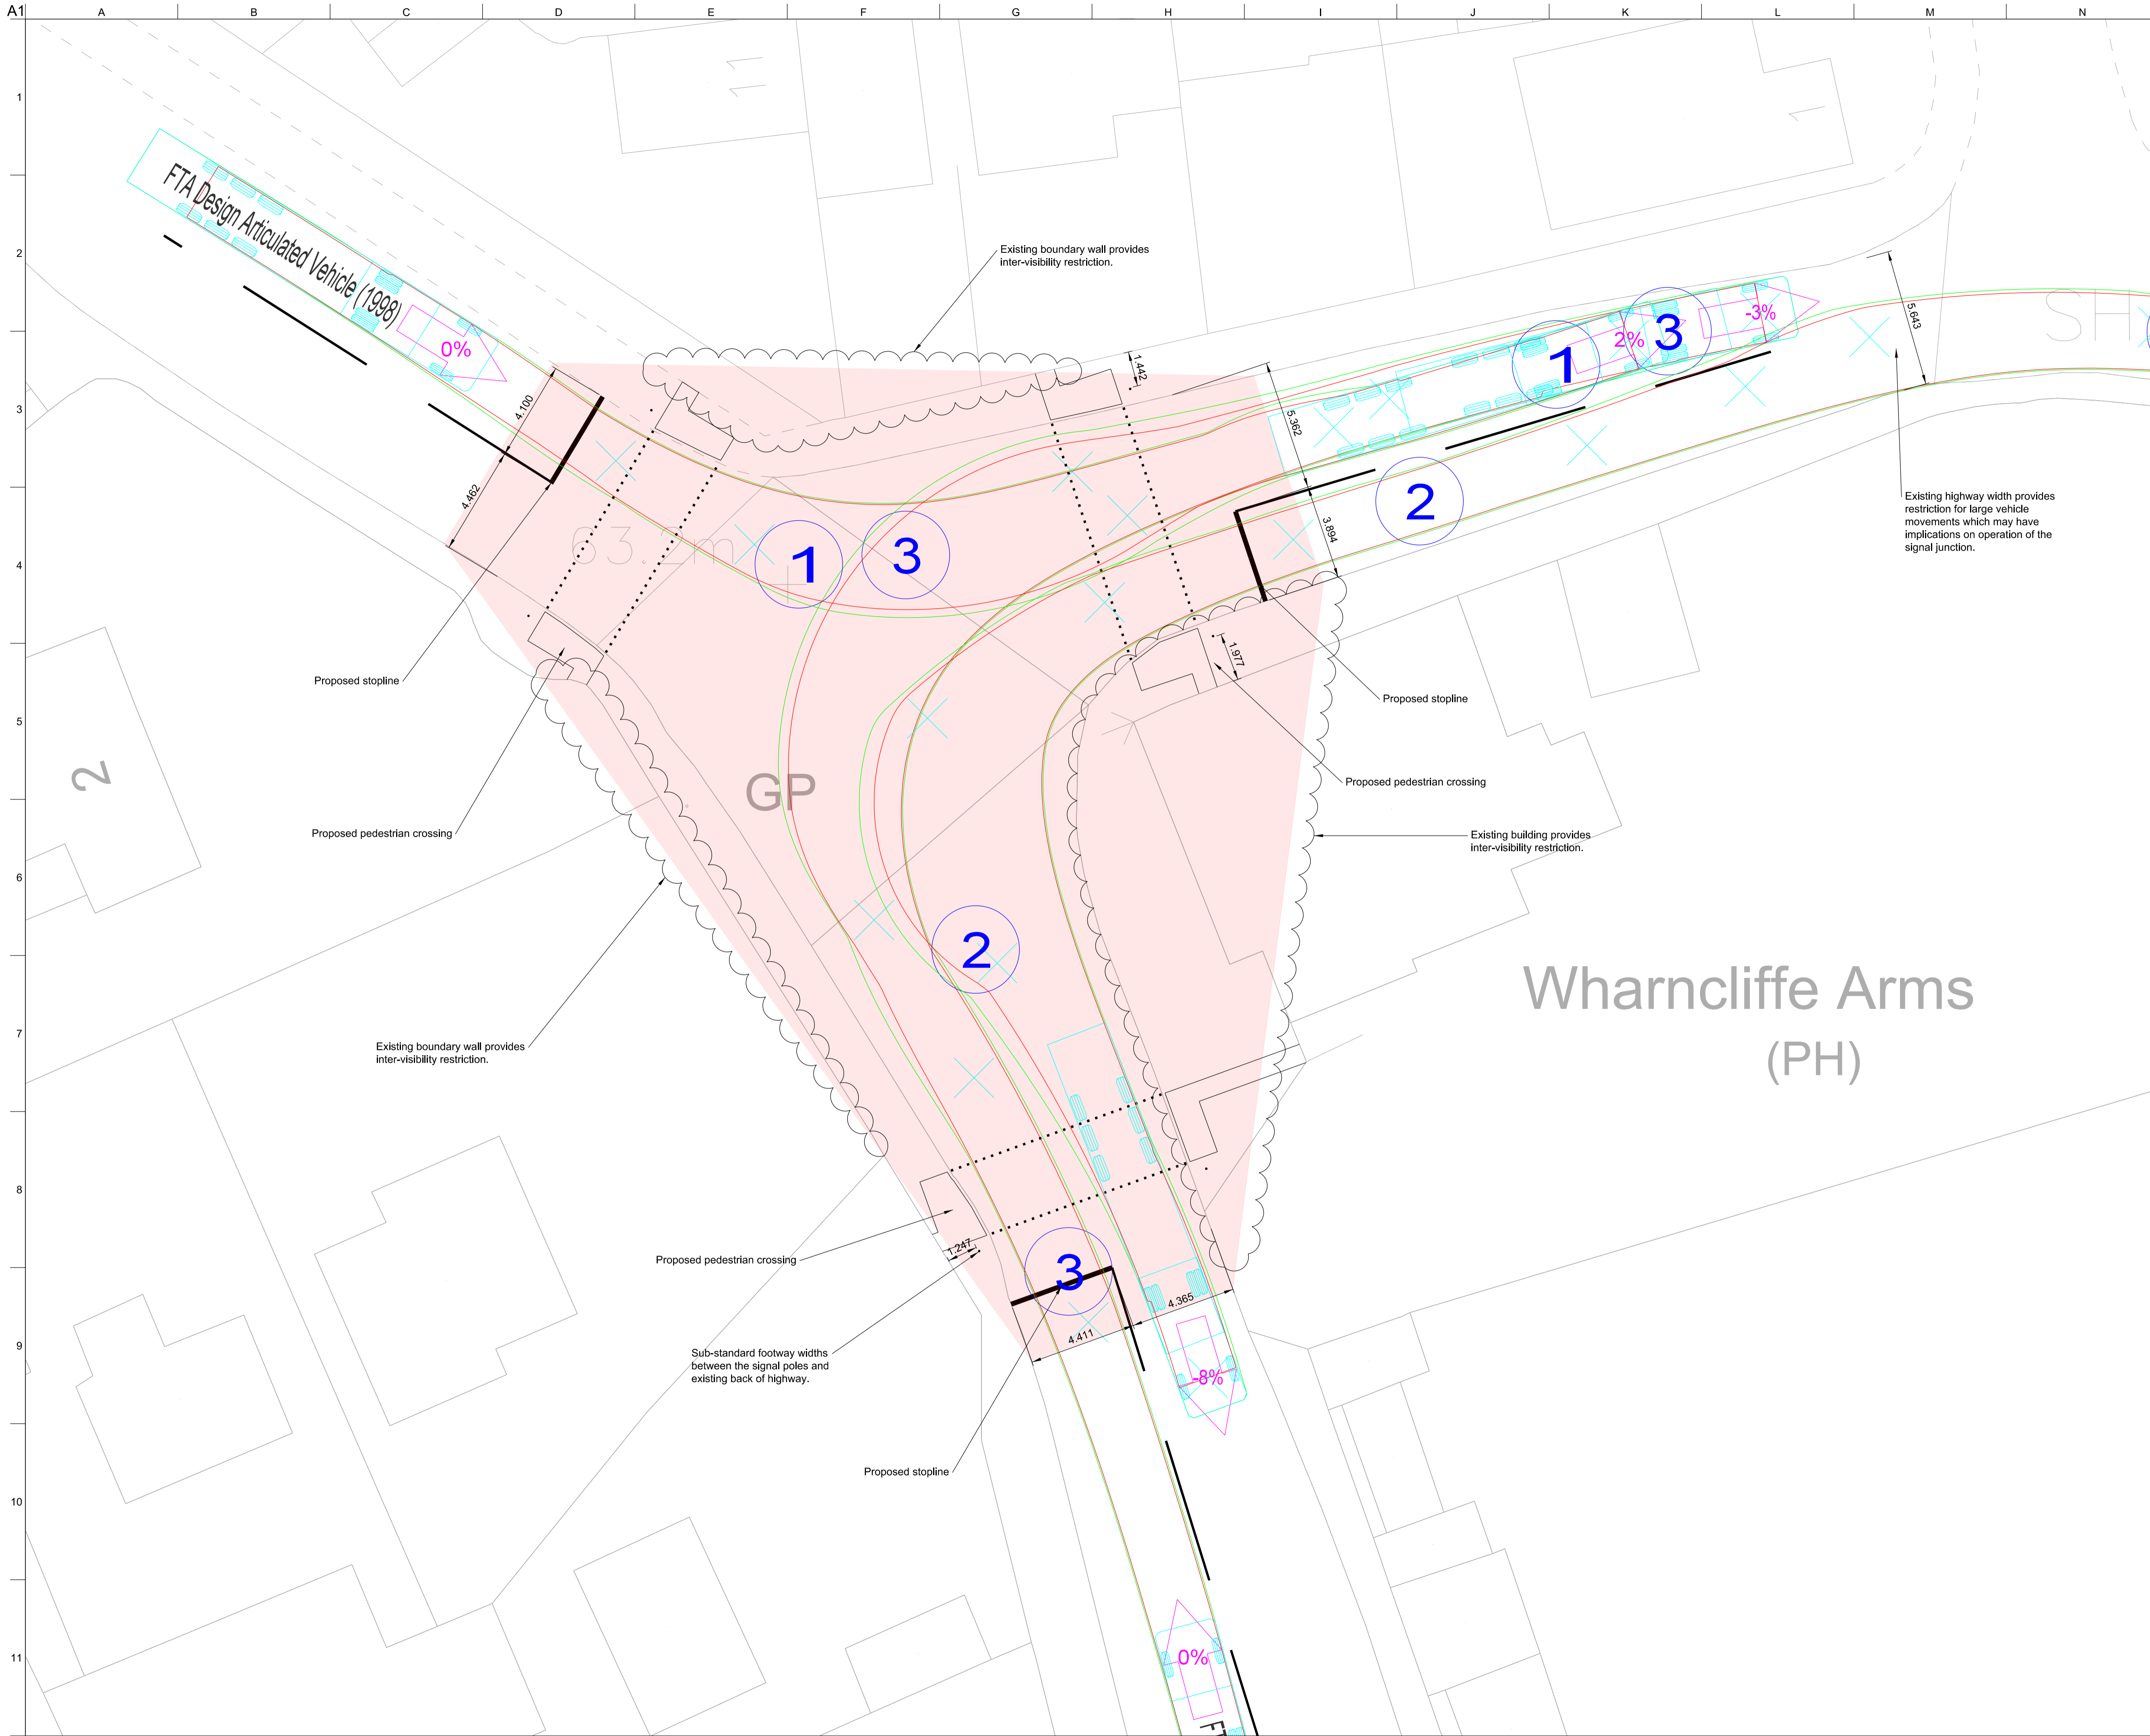 A1 A B C D E F G H I J K L M N
1
2
3
4
5
6
7
8
9
10
11
FTA Design Articulated Vehicle (1998)
0%
Existing boundary wall provides
inter-visibility restriction.
2%
-3%
1
3
5.643
1.442
4.100
5.362
4.462
3.894
2
63.2m
1
3
Existing highway width provides
restriction for large vehicle
movements which may have
implications on operation of the
signal junction.
1.977
Proposed stopline
Proposed stopline
Proposed pedestrian crossing
2
GP
Proposed pedestrian crossing
Existing building provides
inter-visibility restriction.
2
Wharncliffe Arms
(PH)
Existing boundary wall provides
inter-visibility restriction.
1.247
Proposed pedestrian crossing
3
4.365
4.411
Sub-standard footway widths
between the signal poles and
existing back of highway.
-8%
Proposed stopline
0%
11
1
SH